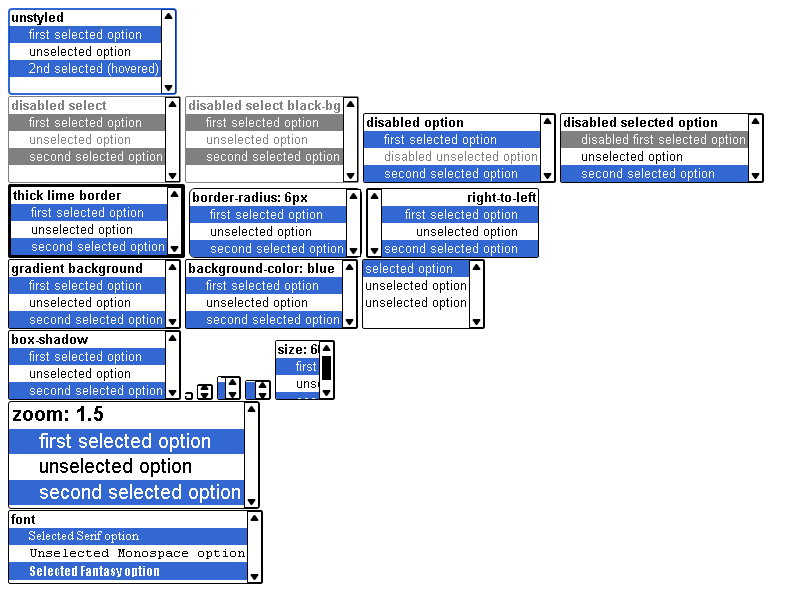 unstyled
first selected option
unselected option
2nd selected (hovered)
disabled select
first selected option
unselected option
second selected option
disabled select black-bg
first selected option
unselected option
second selected option
disabled option
first selected option
disabled unselected option
second selected option
disabled selected option
disabled first selected option
unselected option
second selected option
thick lime border
first selected option
unselected option
second selected option
border-radius: 6px
first selected option
unselected option
second selected option
right-to-left
first selected option
unselected option
second selected option
gradient background
first selected option
unselected option
second selected option
background-color: blue
first selected option
unselected option
second selected option
selected option
unselected option
unselected option
box-shadow
first selected option
unselected option
second selected option
size: 6
first
uns
zoom: 1.5
first selected option
unselected option
second selected option
font
Selected Serif option
Unselected Monospace option
Selected Fantasy option